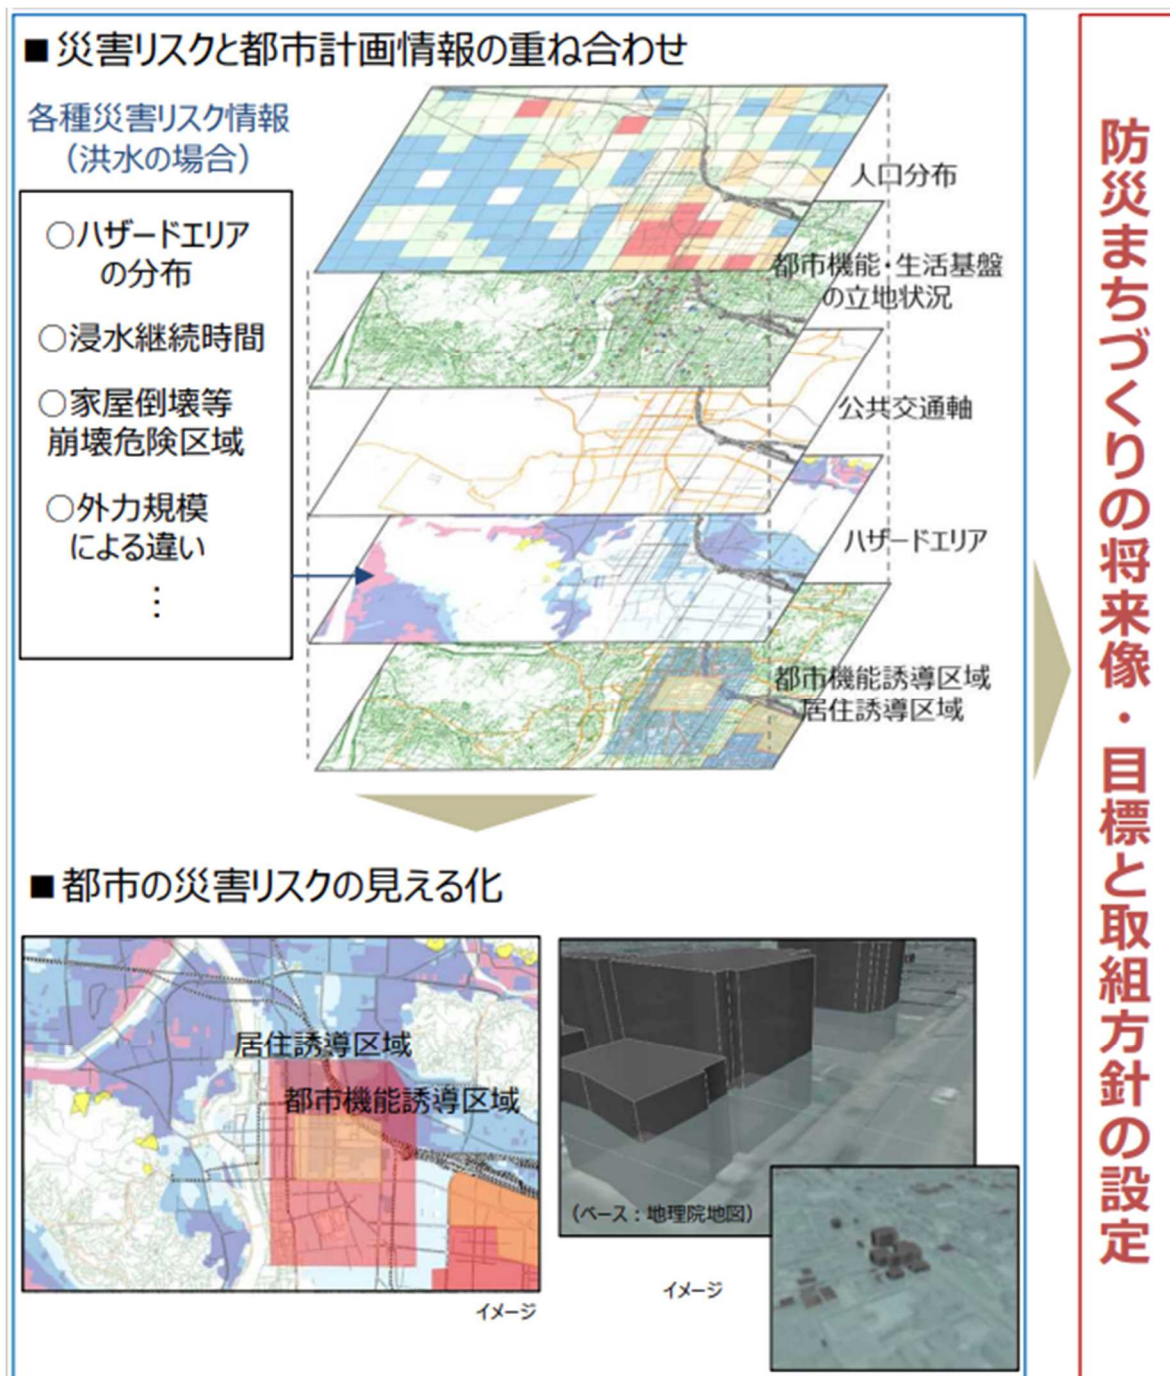 ■災害リスクと都市計画情報の重ね合わせ
各種災害リスク情報
（洪水の場合）
○ハザードエリア
の分布
○浸水継続時間
○家屋倒壊等
崩壊危険区域
○外力規模
による違い
⋮
人口分布
都市機能・生活基盤
の立地状況
公共交通軸
ハザードエリア
都市機能誘導区域
居住誘導区域
■都市の災害リスクの見える化
居住誘導区域
都市機能誘導区域
イメージ
（ベース：地理院地図）
イメージ
防災まちづくりの将来像・目標と取組方針の設定